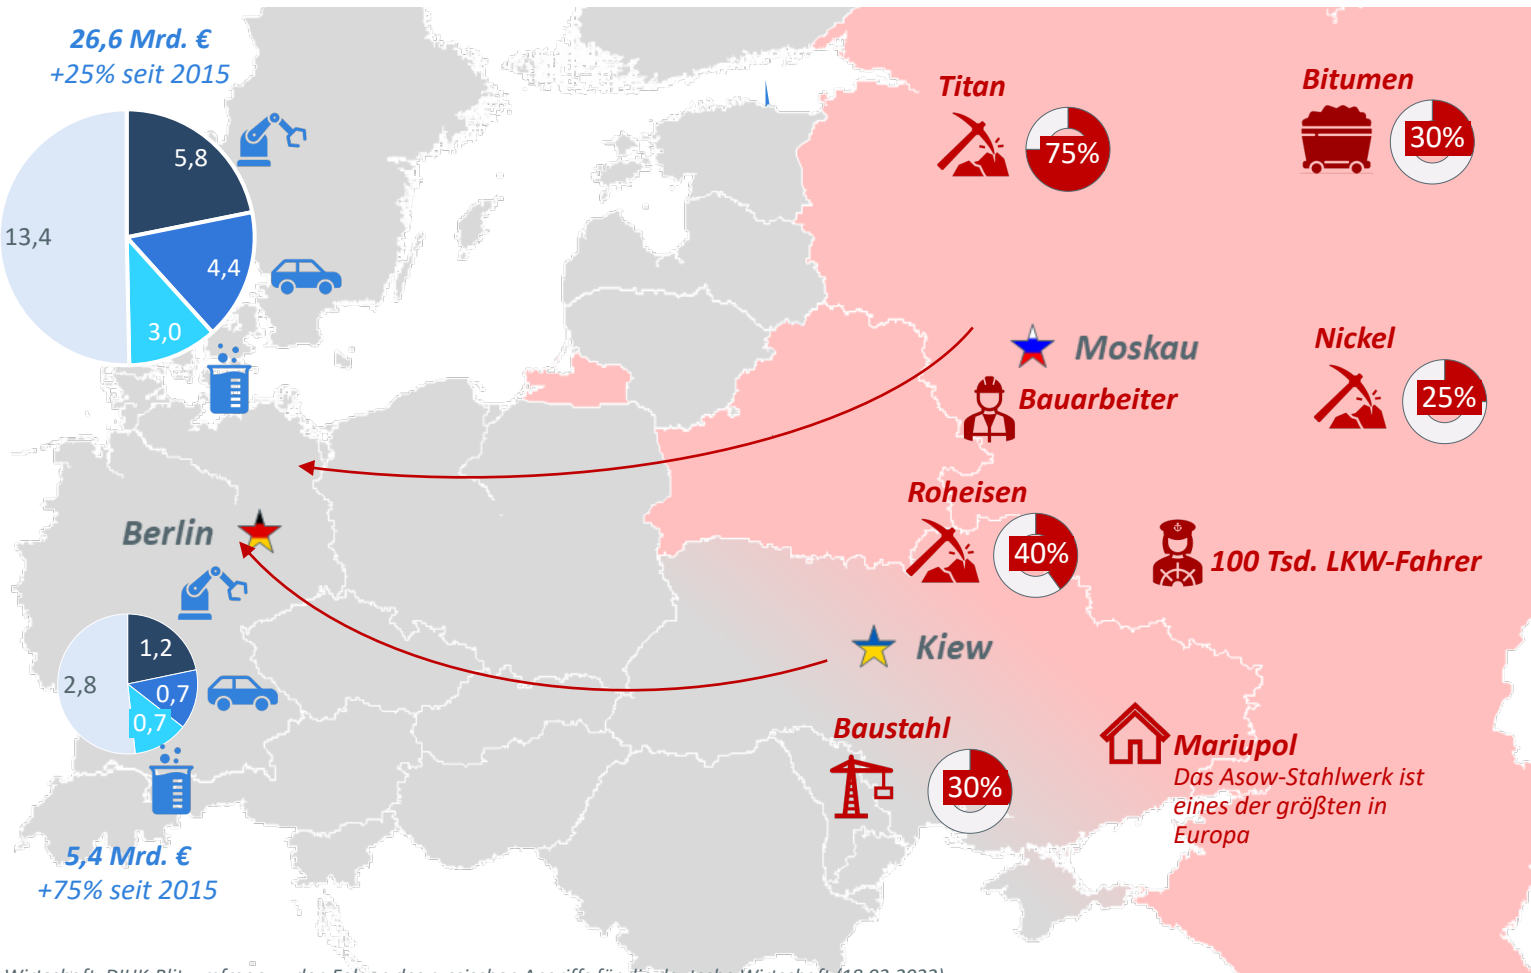 26,6 Mrd. €
+25% seit 2015
5,8
13,4
4,4
3,0
Titan
75%
Bitumen
30%
Moskau
Bauarbeiter
Nickel
25%
Roheisen
40%
100 Tsd. LKW-Fahrer
Berlin
1,2
2,8
0,7
0,7
5,4 Mrd. €
+75% seit 2015
Kiew
Baustahl
30%
Mariupol
Das Asow-Stahlwerk ist
eines der größten in
Europa